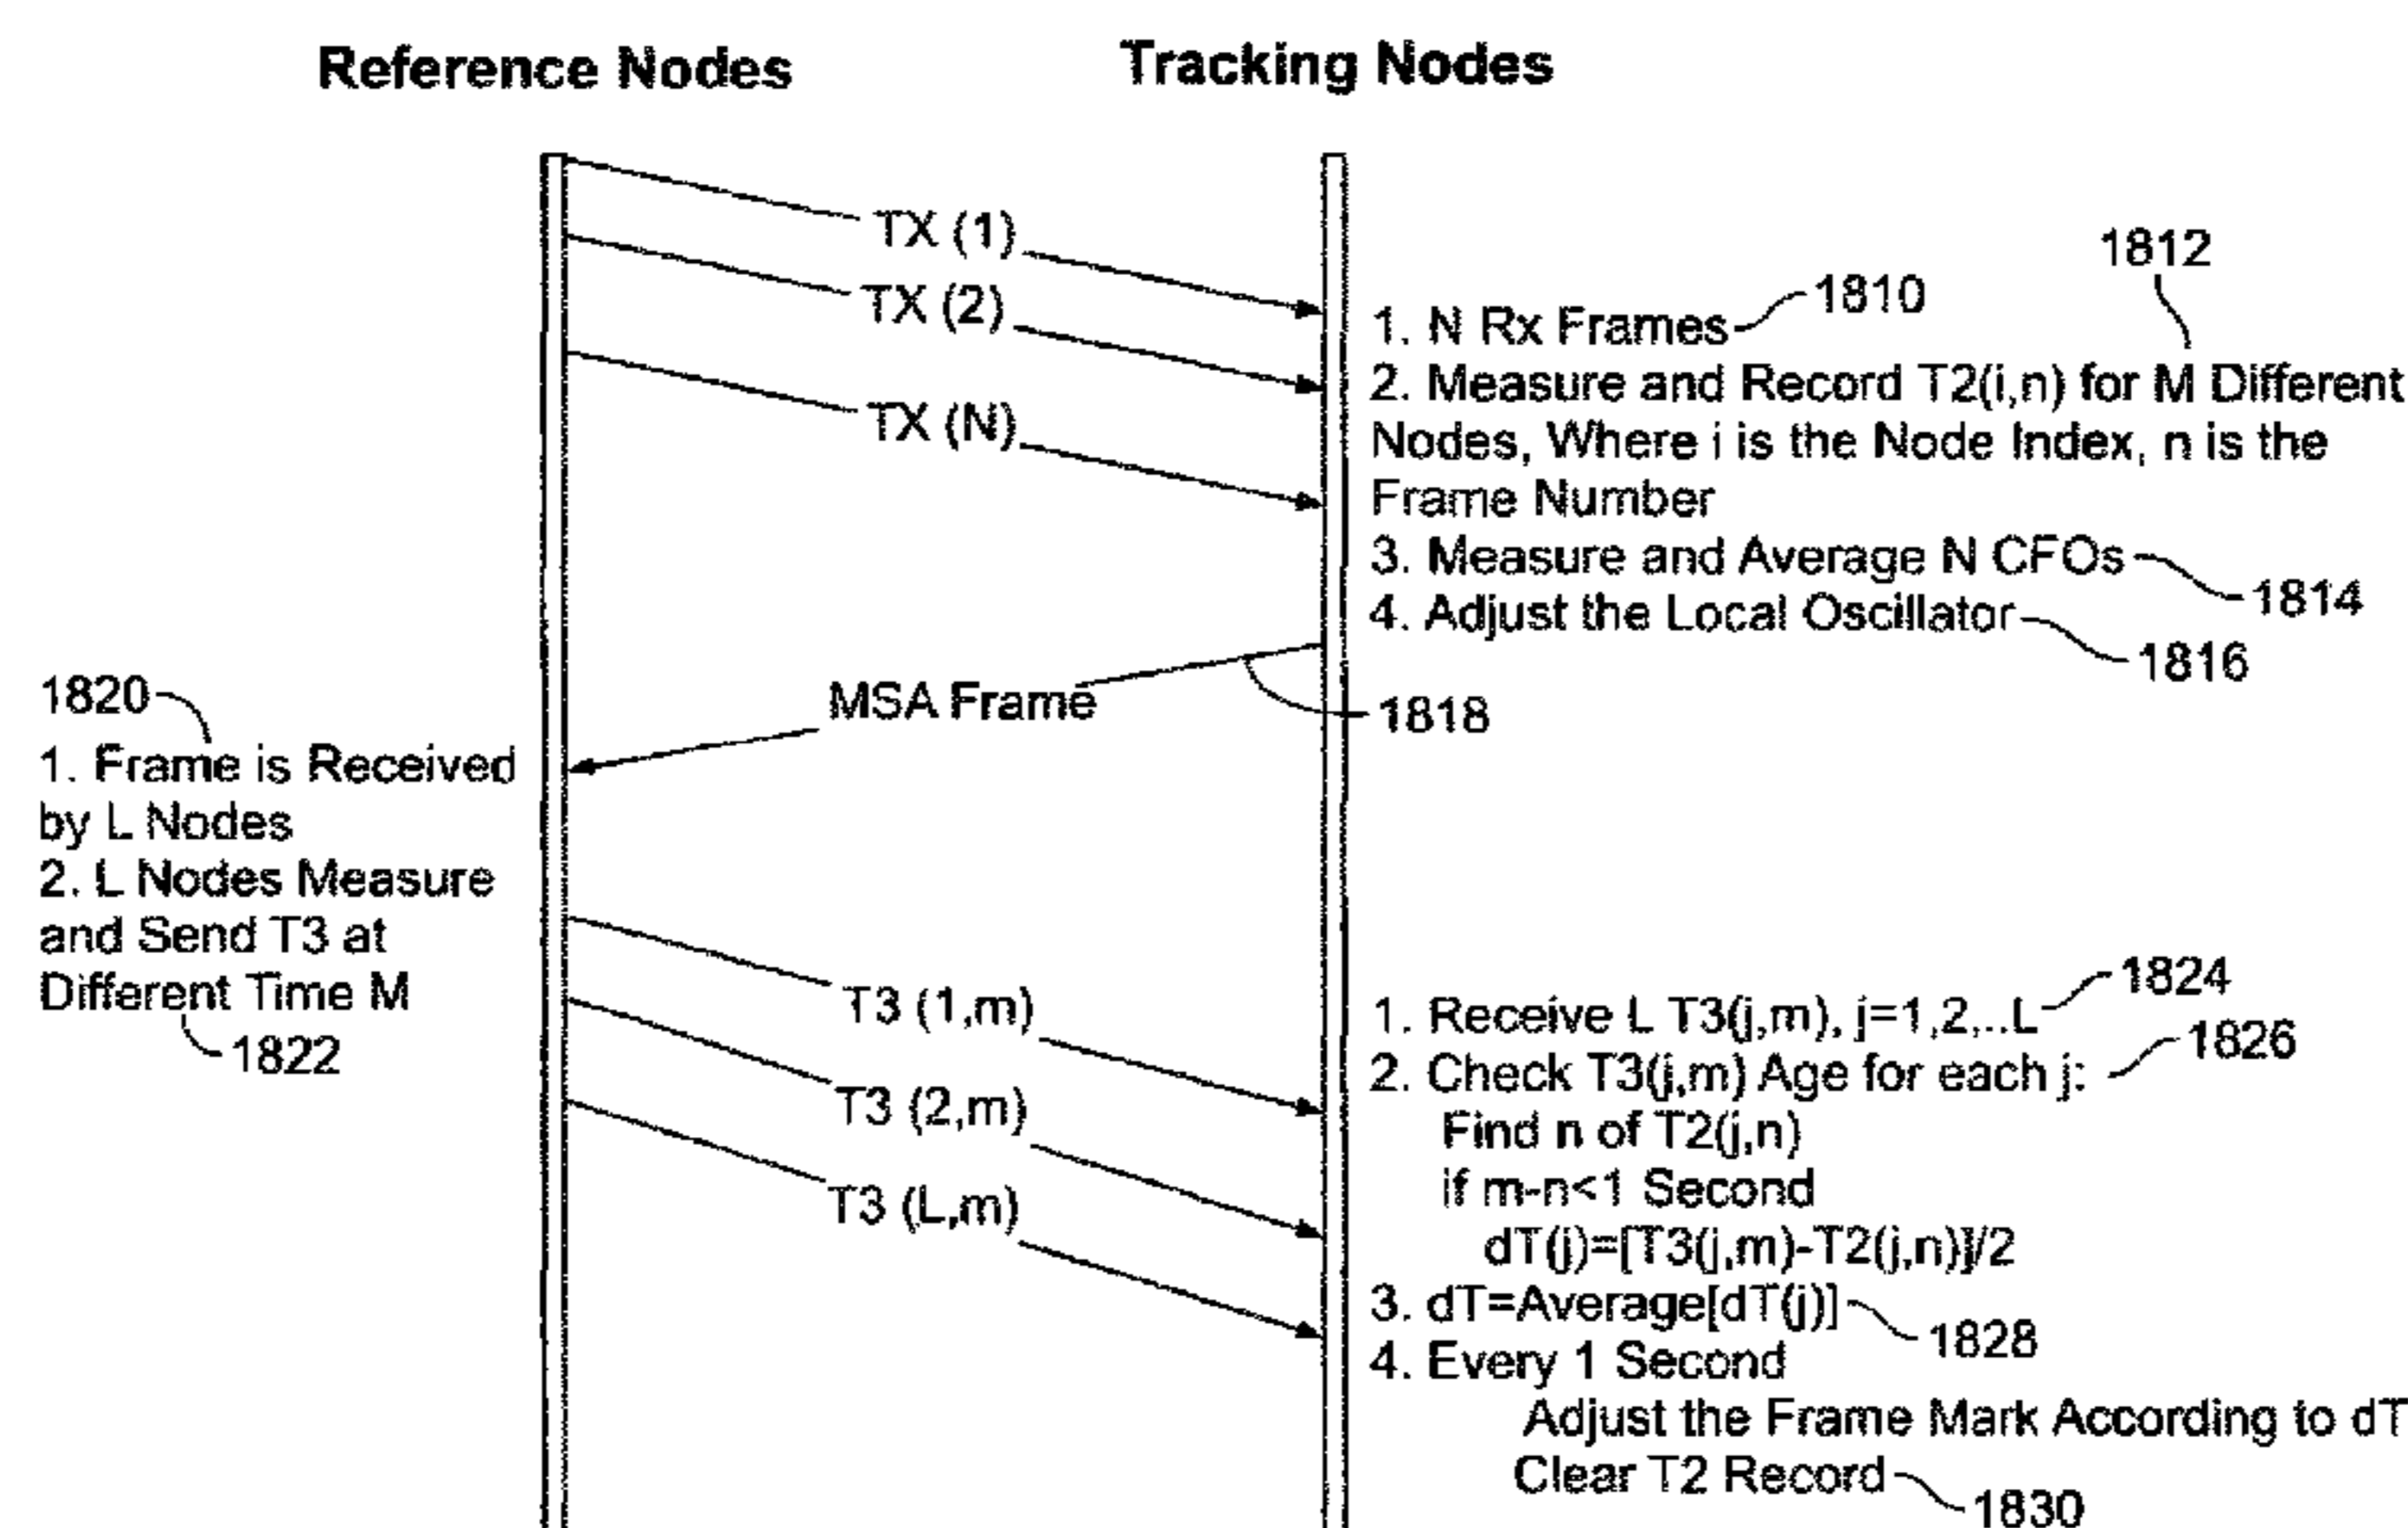 Reference Nodes
Tracking Nodes
TX (1)
TX (2)
TX (N)
1812
1810
1. N Rx Frames
2. Measure and Record T2(i,n) for M Different
Nodes, Where i is the Node Index, n is the
Frame Number
3. Measure and Average N CFOs
1814
4. Adjust the Local Oscillator
1816
MSA Frame
1818
1820
1. Frame is Received
by L Nodes
2. L Nodes Measure
and Send T3 at
Different Time M
1822
T3 (1,m)
T3 (2,m)
T3 (L,m)
1824
1. Receive L T3(j,m), j=1,2,..L
1826
2. Check T3(j,m) Age for each j:
Find n of T2(j,n)
if m-n<1 Second
dT(j)=[T3(j,m)-T2(j,n)]/2
3. dT=Average[dT(j)]
1828
4. Every 1 Second
Adjust the Frame Mark According to dT
Clear T2 Record
1830